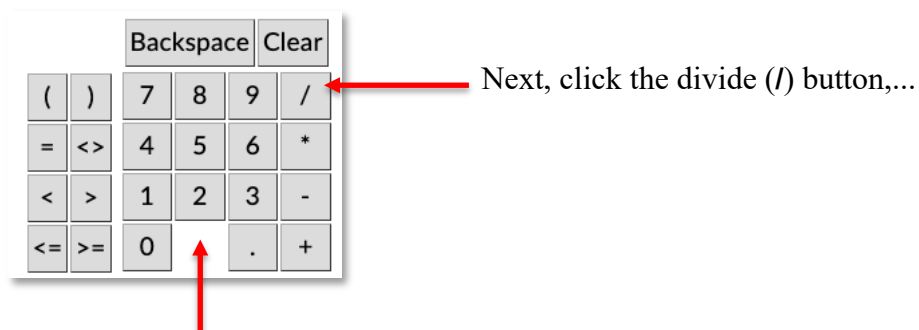 Backspace Clear
( ) 7 8 9 /
Next, click the divide (/) button,...
= <> 4 5 6 *
< > 1 2 3 -
<= >= 0 . +